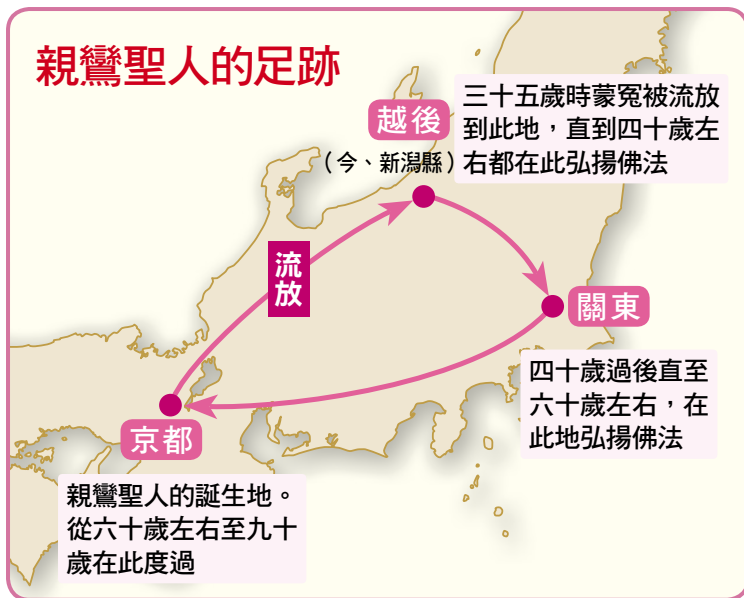 親鸞聖人的足跡
越後
（今、新潟縣）
三十五歲時蒙冤被流放
到此地，直到四十歲左
右都在此弘揚佛法
流放
關東
四十歲過後直至
六十歲左右，在
此地弘揚佛法
京都
親鸞聖人的誕生地。
從六十歲左右至九十
歲在此度過